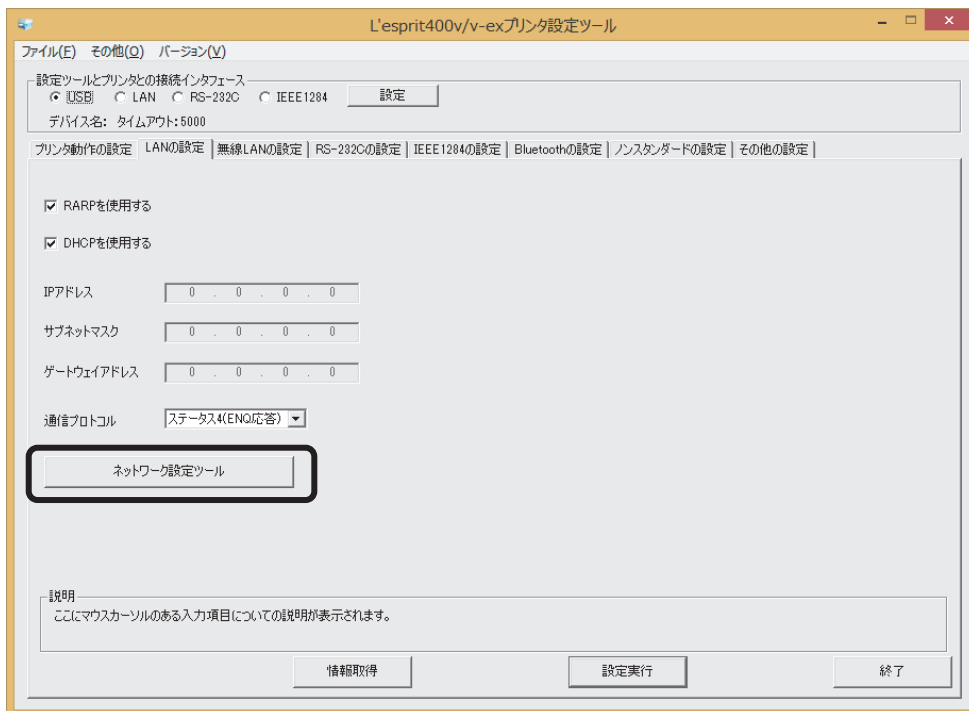 L'esprit400v/v-exプリンタ設定ツール
ファイル(F) その他(O) バージョン(V)
設定ツールとプリンタとの接続インタフェース
USB LAN RS-232C IEEE1284 設定
デバイス名: タイムアウト:5000
プリンタ動作の設定 LANの設定 無線LANの設定 RS-232Cの設定 IEEE1284の設定 Bluetoothの設定 ノンスタンダードの設定 その他の設定
RARPを使用する
DHCPを使用する
IPアドレス 0 . 0 . 0 . 0
サブネットマスク 0 . 0 . 0 . 0
ゲートウェイアドレス 0 . 0 . 0 . 0
通信プロトコル ステータス4(ENQ応答)
ネットワーク設定ツール
説明
ここにマウスカーソルのある入力項目についての説明が表示されます。
情報取得 設定実行 終了